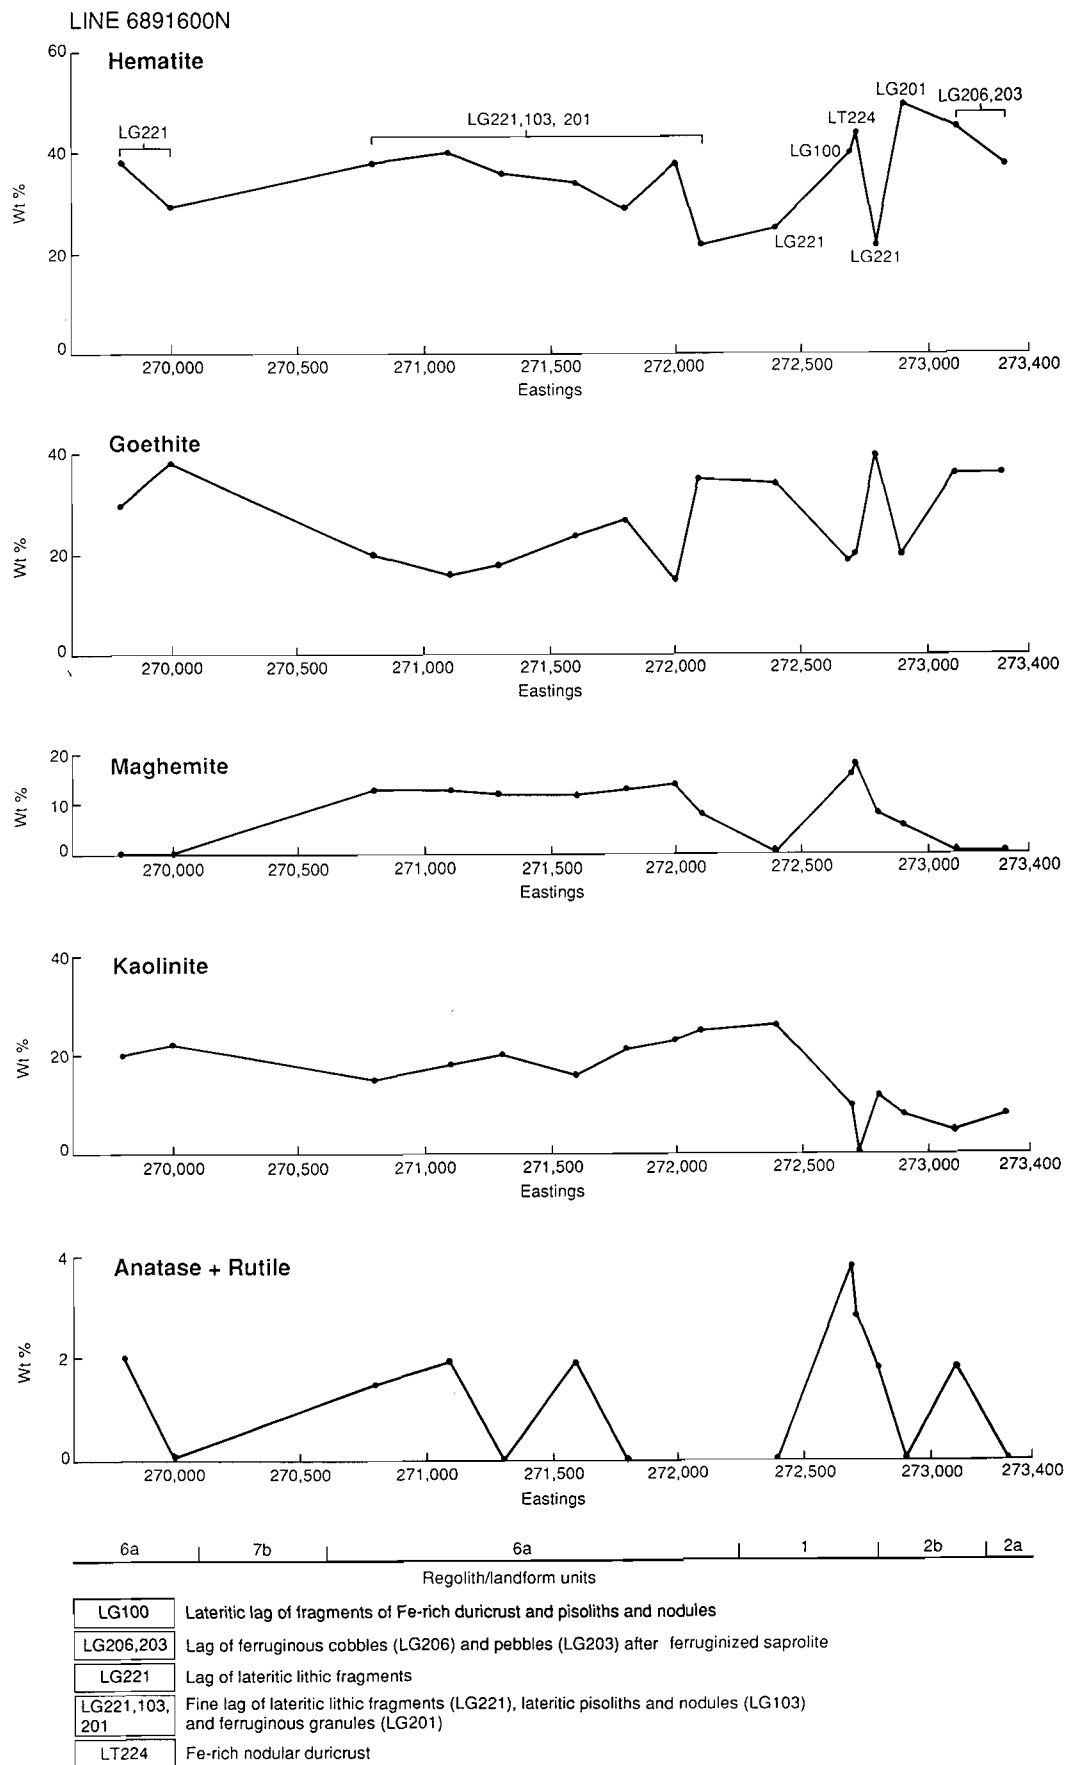 LINE 6891600N
Hematite
60
40
20
0
Wt %
LG221
LG221,103, 201
LG100
LT224
LG201
LG206,203
LG221
LG221
270,000 270,500 271,000 271,500 272,000 272,500 273,000 273,400
Eastings
Goethite
40
20
0
Wt %
270,000 270,500 271,000 271,500 272,000 272,500 273,000 273,400
Eastings
Maghemite
20
10
0
Wt %
270,000 270,500 271,000 271,500 272,000 272,500 273,000 273,400
Eastings
Kaolinite
40
20
0
Wt %
270,000 270,500 271,000 271,500 272,000 272,500 273,000 273,400
Eastings
Anatase + Rutile
4
2
0
Wt %
270,000 270,500 271,000 271,500 272,000 272,500 273,000 273,400
Eastings
6a 7b 6a 1 2b 2a
Regolith/landform units
LG100 Lateritic lag of fragments of Fe-rich duricrust and pisoliths and nodules
LG206,203 Lag of ferruginous cobbles (LG206) and pebbles (LG203) after ferruginized saprolite
LG221 Lag of lateritic lithic fragments
LG221,103, Fine lag of lateritic lithic fragments (LG221), lateritic pisoliths and nodules (LG103)
201 and ferruginous granules (LG201)
LT224 Fe-rich nodular duricrust